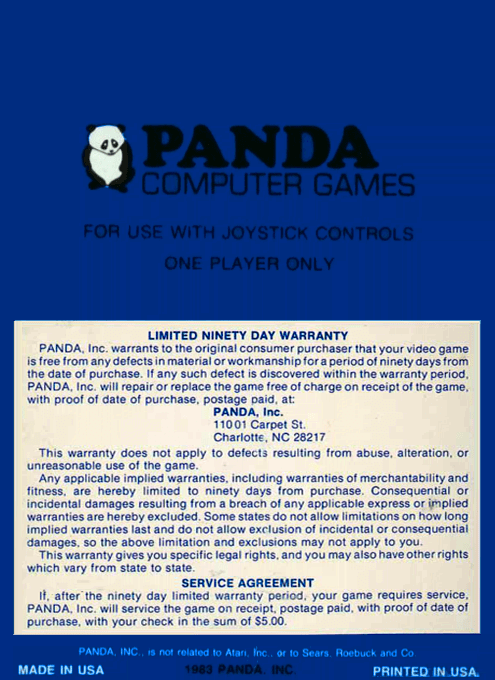 PANDA
COMPUTER GAMES
FOR USE WITH JOYSTICK CONTROLS
ONE PLAYER ONLY
LIMITED NINETY DAY WARRANTY
PANDA, Inc. warrants to the original consumer purchaser that your video game
is free from any defects in material or workmanship for a period of ninety days from
the date of purchase. If any such defect is discovered within the warranty period,
PANDA, Inc. will repair or replace the game free of charge on receipt of the game,
with proof of date of purchase, postage paid, at:
PANDA, Inc.
11001 Carpet St.
Charlotte, NC 28217
This warranty does not apply to defects resulting from abuse, alteration, or
unreasonable use of the game.
Any applicable implied warranties, including warranties of merchantability and
fitness, are hereby limited to ninety days from purchase. Consequential or
incidental damages resulting from a breach of any applicable express or implied
warranties are hereby excluded. Some states do not allow limitations on how long
implied warranties last and do not allow exclusion of incidental or consequential
damages, so the above limitation and exclusions may not apply to you.
This warranty gives you specific legal rights, and you may also have other rights
which vary from state to state.
SERVICE AGREEMENT
If, after the ninety day limited warranty period, your game requires service,
PANDA, Inc. will service the game on receipt, postage paid, with proof of date of
purchase, with your check in the sum of $5.00.
PANDA, INC., is not related to Atari, Inc., or to Sears, Roebuck and Co.
MADE IN USA 1983 PANDA, INC. PRINTED IN USA